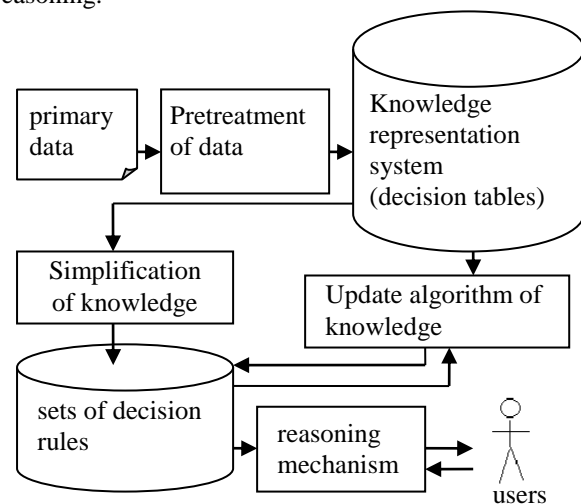 easoning.
primary
data
Pretreatment
of data
Knowledge
representation
system
(decision tables)
Simplification
of knowledge
Update algorithm of
knowledge
sets of decision
rules
reasoning
mechanism
users